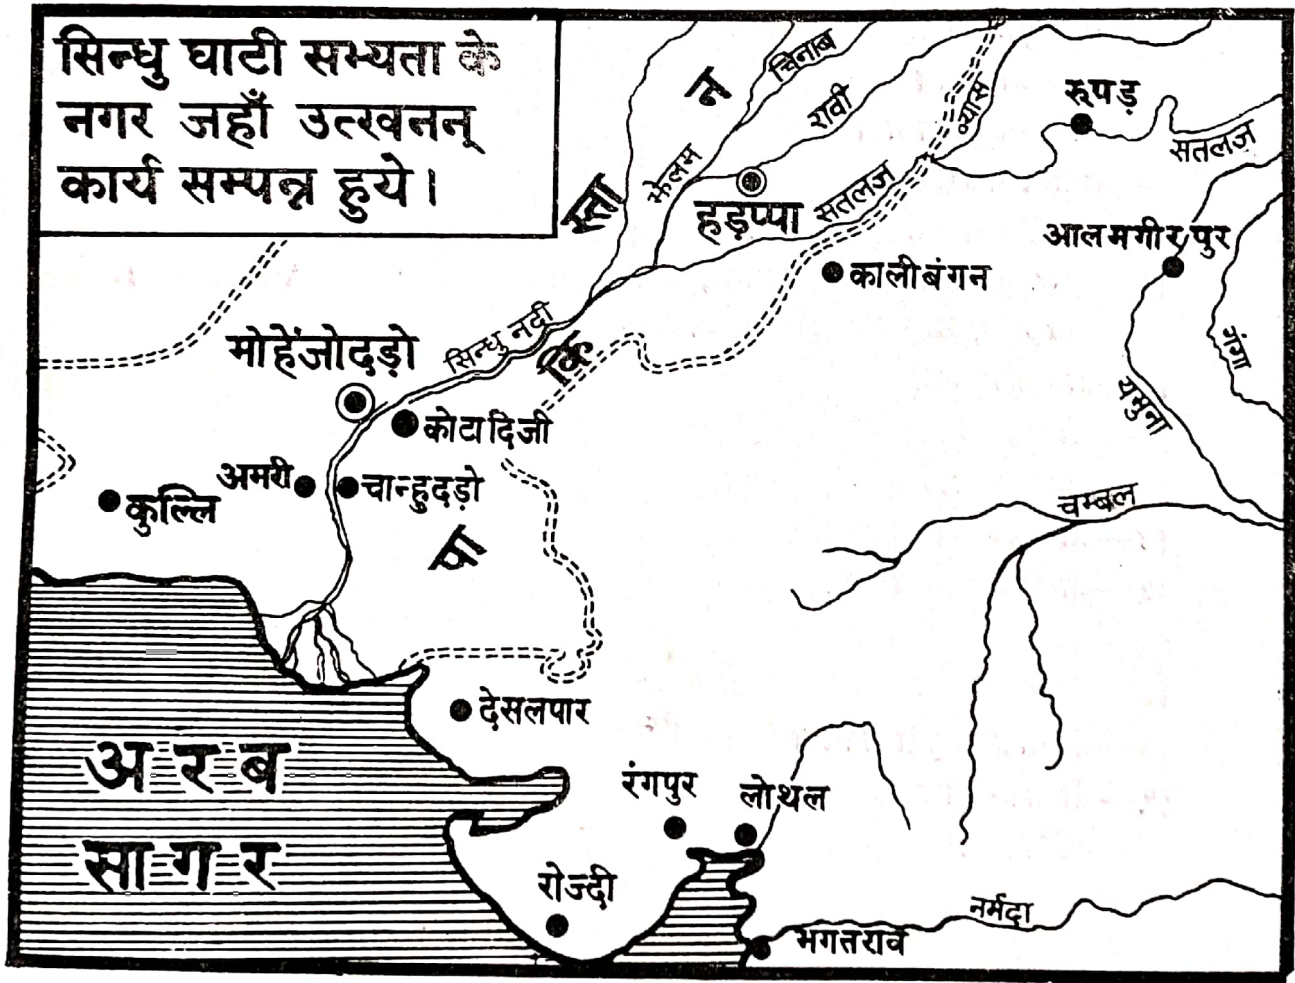 सिन्धु घाटी सभ्यता के
नगर जहाँ उत्खनन्
कार्य सम्पन्न हुये।
चिनाब
न
रावी
व्यास
रुपड़
सतलज
झेलम
स्ता
हड़प्पा
सतलज
आलमगीरपुर
कालीबंगन
सिन्धु नदी
कि
मोहेंजोदड़ो
गंगा
यमुना
कोटादिजी
अमरी
चान्हुदड़ो
कुल्लि
चम्बल
पा
देसलपार
अरब
सागर
रंगपुर
लोथल
रोज्दी
नर्मदा
भगतराव